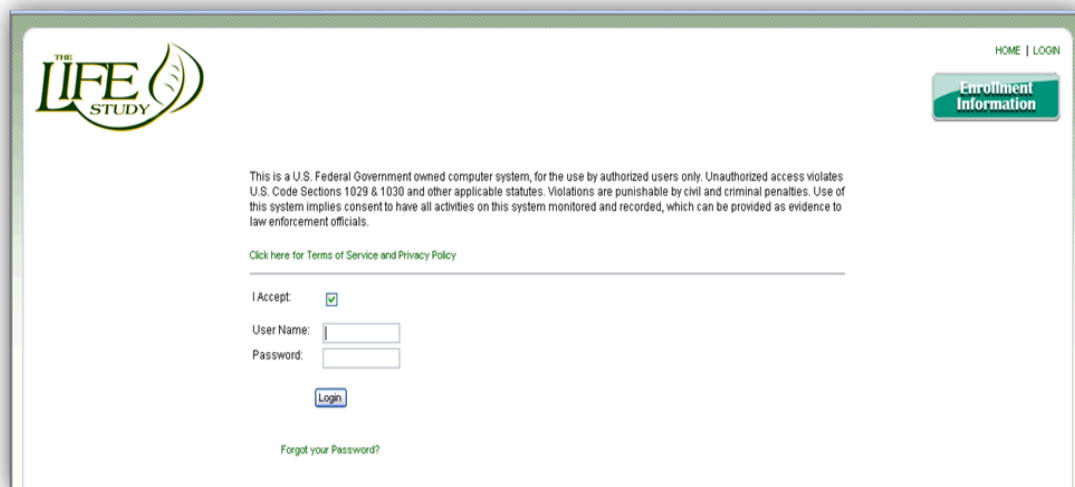 THE
LIFE
STUDY
HOME | LOGIN
Enrollment
Information
This is a U.S. Federal Government owned computer system, for the use by authorized users only. Unauthorized access violates
U.S. Code Sections 1029 & 1030 and other applicable statutes. Violations are punishable by civil and criminal penalties. Use of
this system implies consent to have all activities on this system monitored and recorded, which can be provided as evidence to
law enforcement officials.
Click here for Terms of Service and Privacy Policy
I Accept:
User Name:
Password:
Login
Forgot your Password?